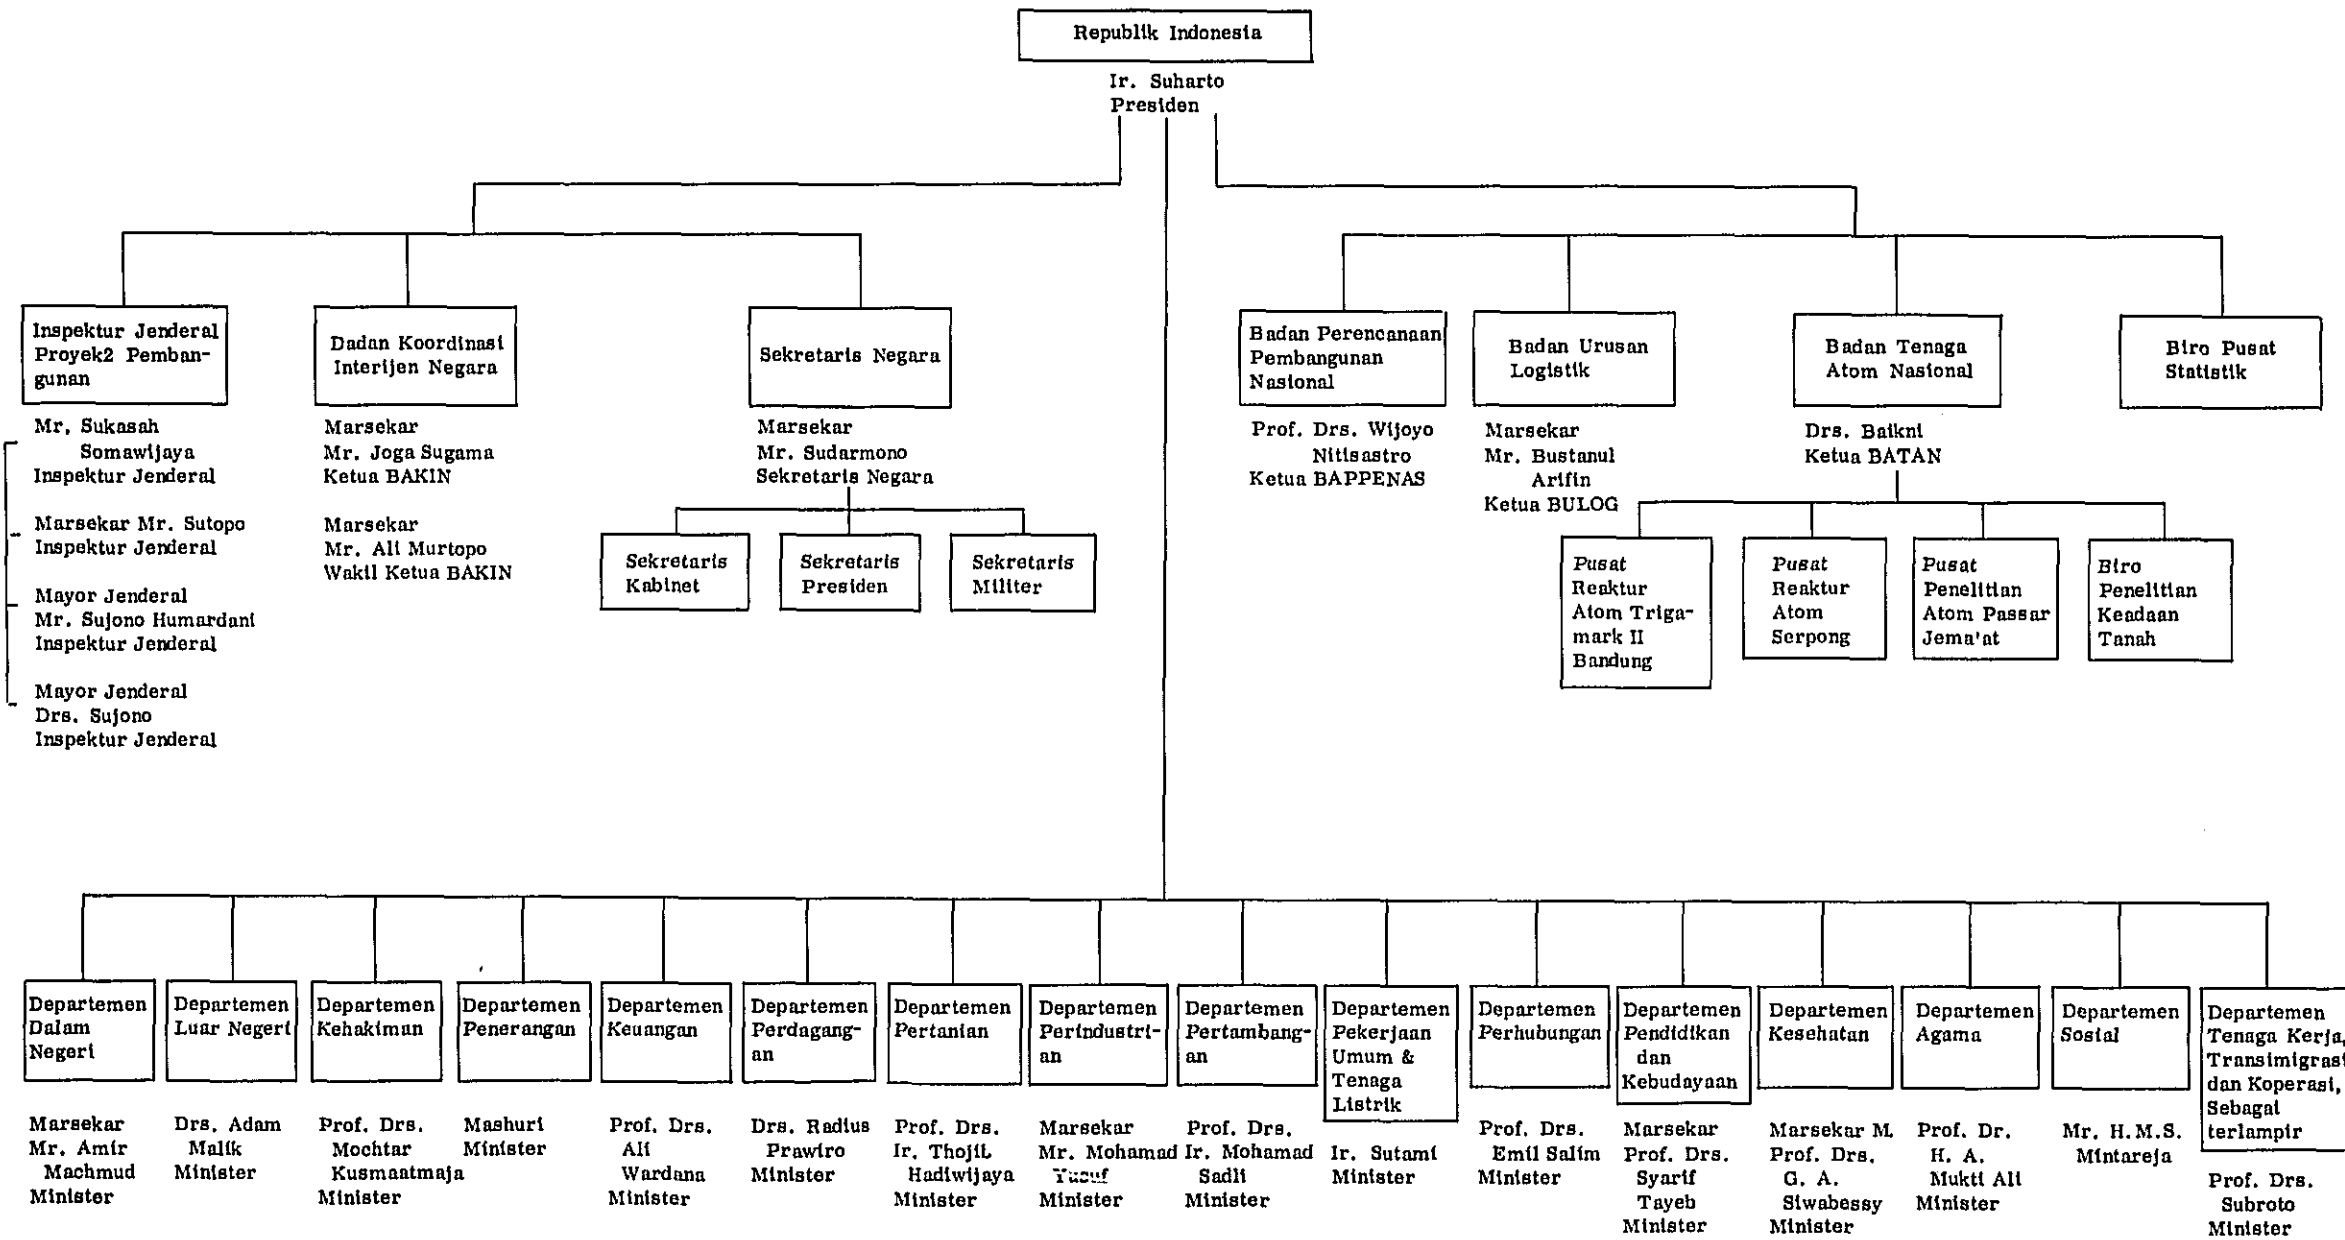 Republik Indonesia
Ir. Suharto
Presiden
Inspektur Jenderal
Proyek2 Pemban-
gunan
Mr. Sukasah
Somawijaya
Inspektur Jenderal
Marsekar Mr. Sutopo
Inspektur Jenderal
Mayor Jenderal
Mr. Sujono Humardani
Inspektur Jenderal
Mayor Jenderal
Drs. Sujono
Inspektur Jenderal
Dadan Koordinasi
Interijen Negara
Marsekar
Mr. Joga Sugama
Ketua BAKIN
Marsekar
Mr. Ali Murtopo
Wakil Ketua BAKIN
Sekretaris Negara
Marsekar
Mr. Sudarmono
Sekretaris Negara
Sekretaris
Kabinet
Sekretaris
Presiden
Sekretaris
Militer
Badan Perencanaan
Pembangunan
Nasional
Prof. Drs. Wijoyo
Nitisastro
Ketua BAPPENAS
Badan Urusan
Logistik
Marsekar
Mr. Bustanul
Arifin
Ketua BULOG
Badan Tenaga
Atom Nasional
Drs. Baikni
Ketua BATAN
Pusat
Reaktur
Atom Triga-
mark II
Bandung
Pusat
Reaktur
Atom
Serpong
Pusat
Penelitian
Atom Passar
Jema'at
Biro
Penelitian
Keadaan
Tanah
Biro Pusat
Statistik
Departemen
Dalam
Negeri
Marsekar
Mr. Amir
Machmud
Minister
Departemen
Luar Negeri
Drs. Adam
Malik
Minister
Departemen
Kehakiman
Prof. Drs.
Mochtar
Kusmaatmaja
Minister
Departemen
Penerangan
Mashuri
Minister
Departemen
Keuangan
Prof. Drs.
Ali
Wardana
Minister
Departemen
Perdagang-
an
Drs. Radius
Prawiro
Minister
Departemen
Pertanian
Prof. Drs.
Ir. Thojib
Hadiwijaya
Minister
Departemen
Perindustri-
an
Marsekar
Mr. Mohamad
Yusuf
Minister
Departemen
Pertambang-
an
Prof. Drs.
Ir. Mohamad
Sadli
Minister
Departemen
Pekerjaan
Umum &
Tenaga
Listrik
Ir. Sutami
Minister
Departemen
Perhubungan
Prof. Drs.
Emil Salim
Minister
Departemen
Pendidikan
dan
Kebudayaan
Marsekar
Prof. Drs.
Syarif
Tayeb
Minister
Departemen
Kesehatan
Marsekar M.
Prof. Drs.
G. A.
Siwabessy
Minister
Departemen
Agama
Prof. Dr.
H. A.
Mukti Ali
Minister
Departemen
Sosial
Mr. H.M.S.
Mintareja
Departemen
Tenaga Kerja,
Transimigrasi
dan Koperasi,
Sebagai
terlampir
Prof. Drs.
Subroto
Minister